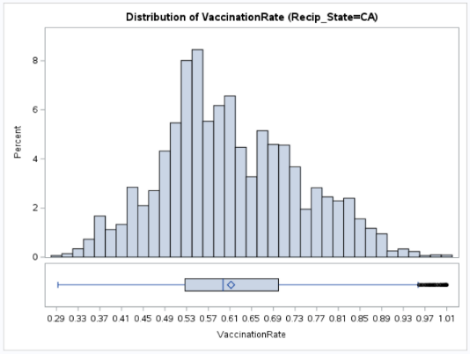 Distribution of VaccinationRate (Recip_State=CA)
8
6
4
2
0
Percent
0.29 0.33 0.37 0.41 0.45 0.49 0.53 0.57 0.61 0.65 0.69 0.73 0.77 0.81 0.85 0.89 0.93 0.97 1.01
VaccinationRate